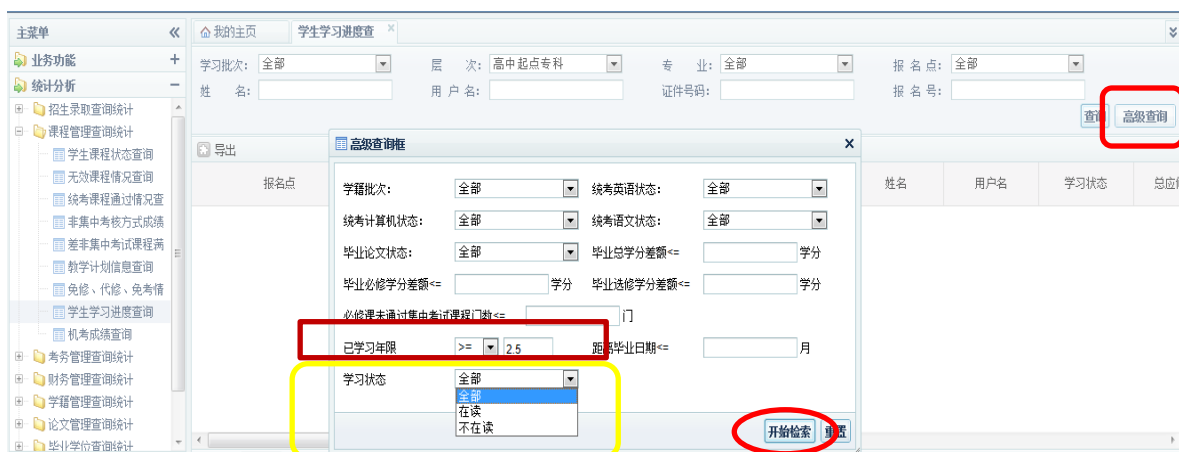 主菜单
我的主页 学生学习进度查
业务功能
统计分析
招生录取查询统计
课程管理查询统计
学生课程状态查询
无效课程情况查询
统考课程通过情况查
非集中考核方式成绩
差非集中考试课程满
教学计划信息查询
免修、代修、免考情
学生学习进度查询
机考成绩查询
考务管理查询统计
财务管理查询统计
学籍管理查询统计
论文管理查询统计
毕业学位查询统计
学习批次: 全部 层 次: 高中起点专科 专 业: 全部 报 名 点: 全部
姓 名: 用 户 名: 证件号码: 报 名 号:
查询 高级查询
导出
报名点 姓名 用户名 学习状态 总应修
高级查询框 X
学籍批次: 全部 统考英语状态: 全部
统考计算机状态: 全部 统考语文状态: 全部
毕业论文状态: 全部 毕业总学分差额<= 学分
毕业必修学分差额<= 学分 毕业选修学分差额<= 学分
必修课未通过集中考试课程门数<= 门
已学习年限 >= 2.5 距离毕业日期<= 月
学习状态 全部
全部
在读
不在读
开始检索 重置